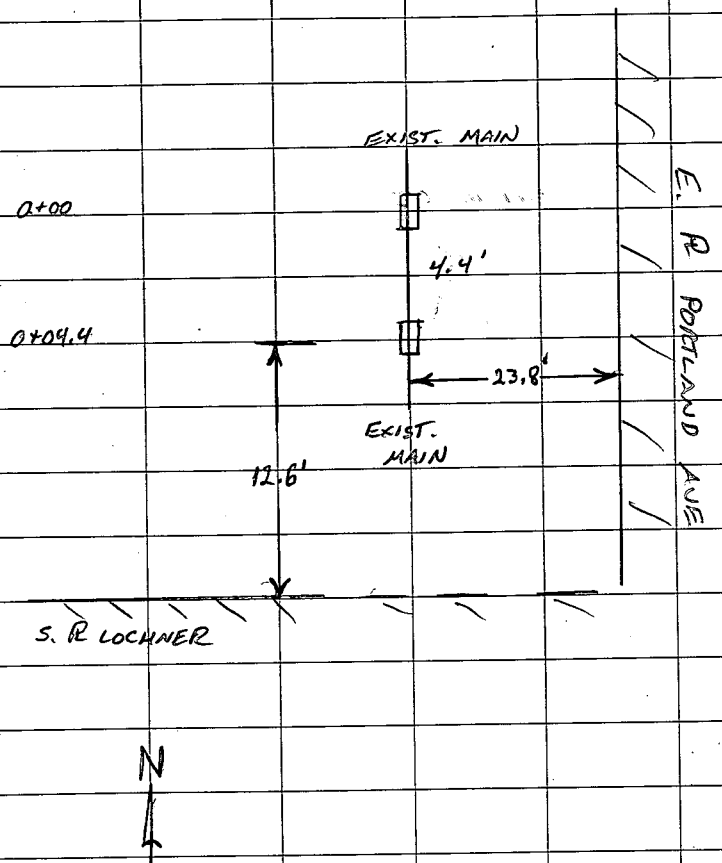 EXIST. MAIN
0+00
4.4'
0+04.4
23.8'
EXIST.
MAIN
12.6'
E. ⅊ PORTLAND AVE
S. ⅊ LOCHNER
N